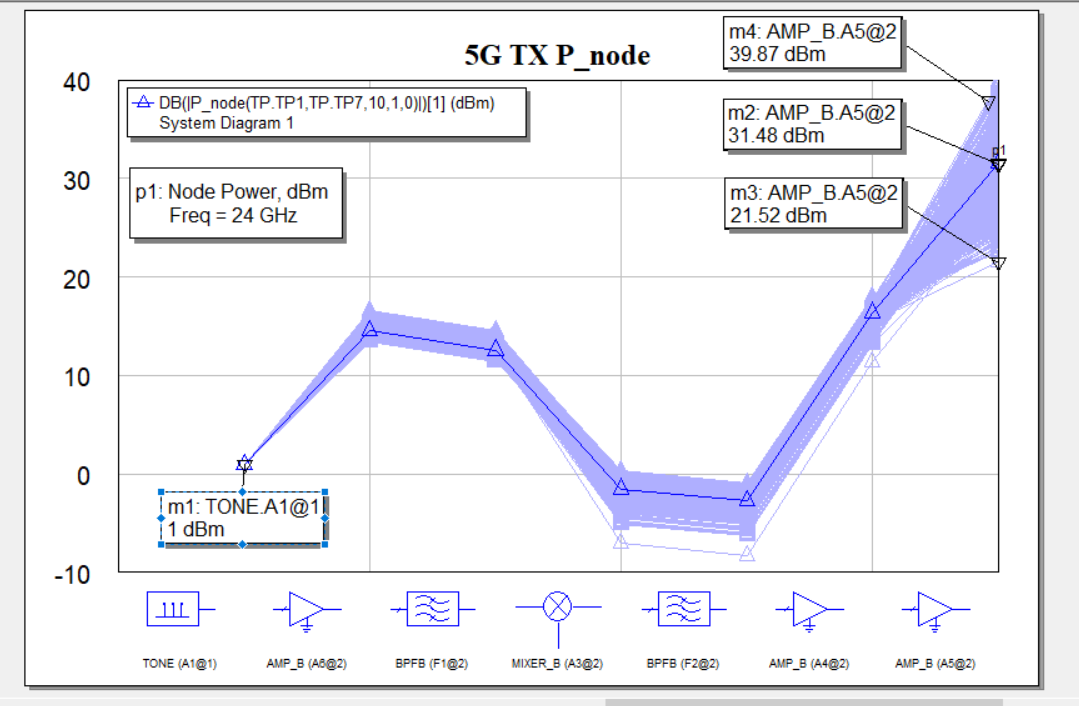 5G TX P_node
m4: AMP_B.A5@2
39.87 dBm
m2: AMP_B.A5@2
31.48 dBm
m3: AMP_B.A5@2
21.52 dBm
DB(|P_node(TP.TP1,TP.TP7,10,1,0)|)[1] (dBm)
System Diagram 1
p1: Node Power, dBm
Freq = 24 GHz
p1
m1: TONE.A1@1
1 dBm
40
30
20
10
0
-10
TONE (A1@1)
AMP_B (A6@2)
BPFB (F1@2)
MIXER_B (A3@2)
BPFB (F2@2)
AMP_B (A4@2)
AMP_B (A5@2)